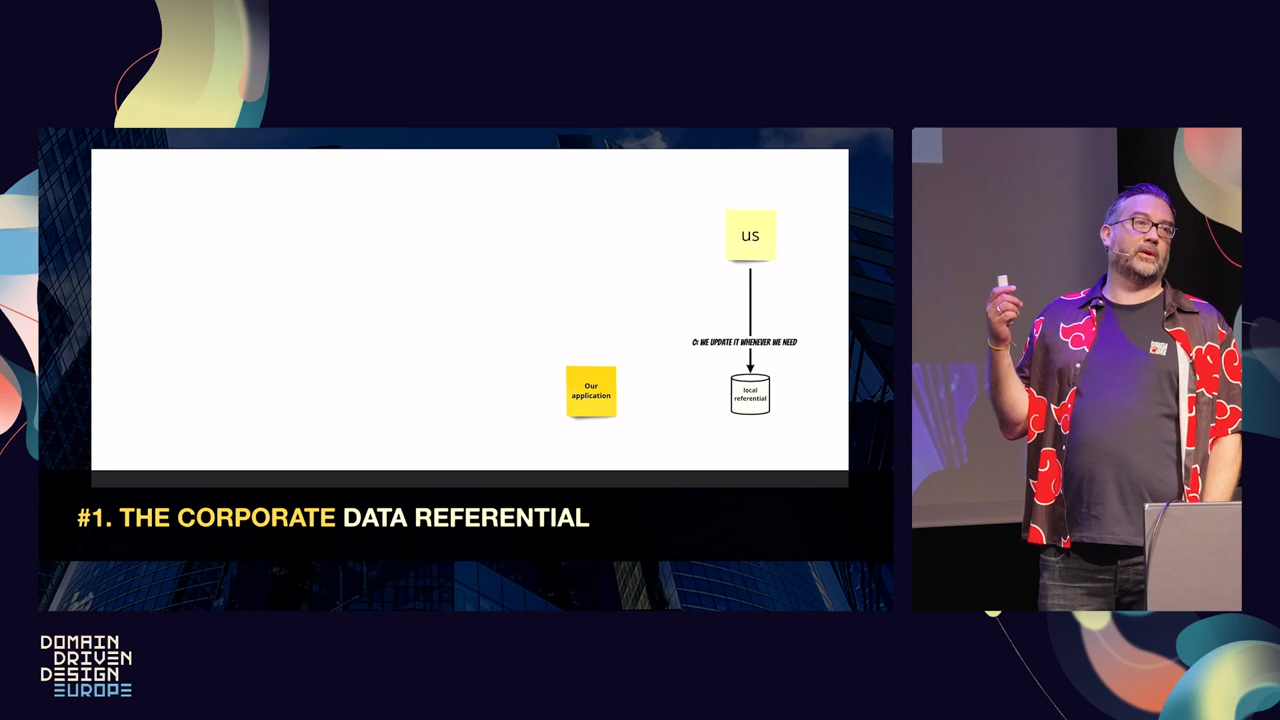 us
0: WE UPDATE IT WHENEVER WE NEED
Our
application
local
referential
#1. THE CORPORATE DATA REFERENTIAL
DOMAIN
DRIVEN
DESIGN
EUROPE